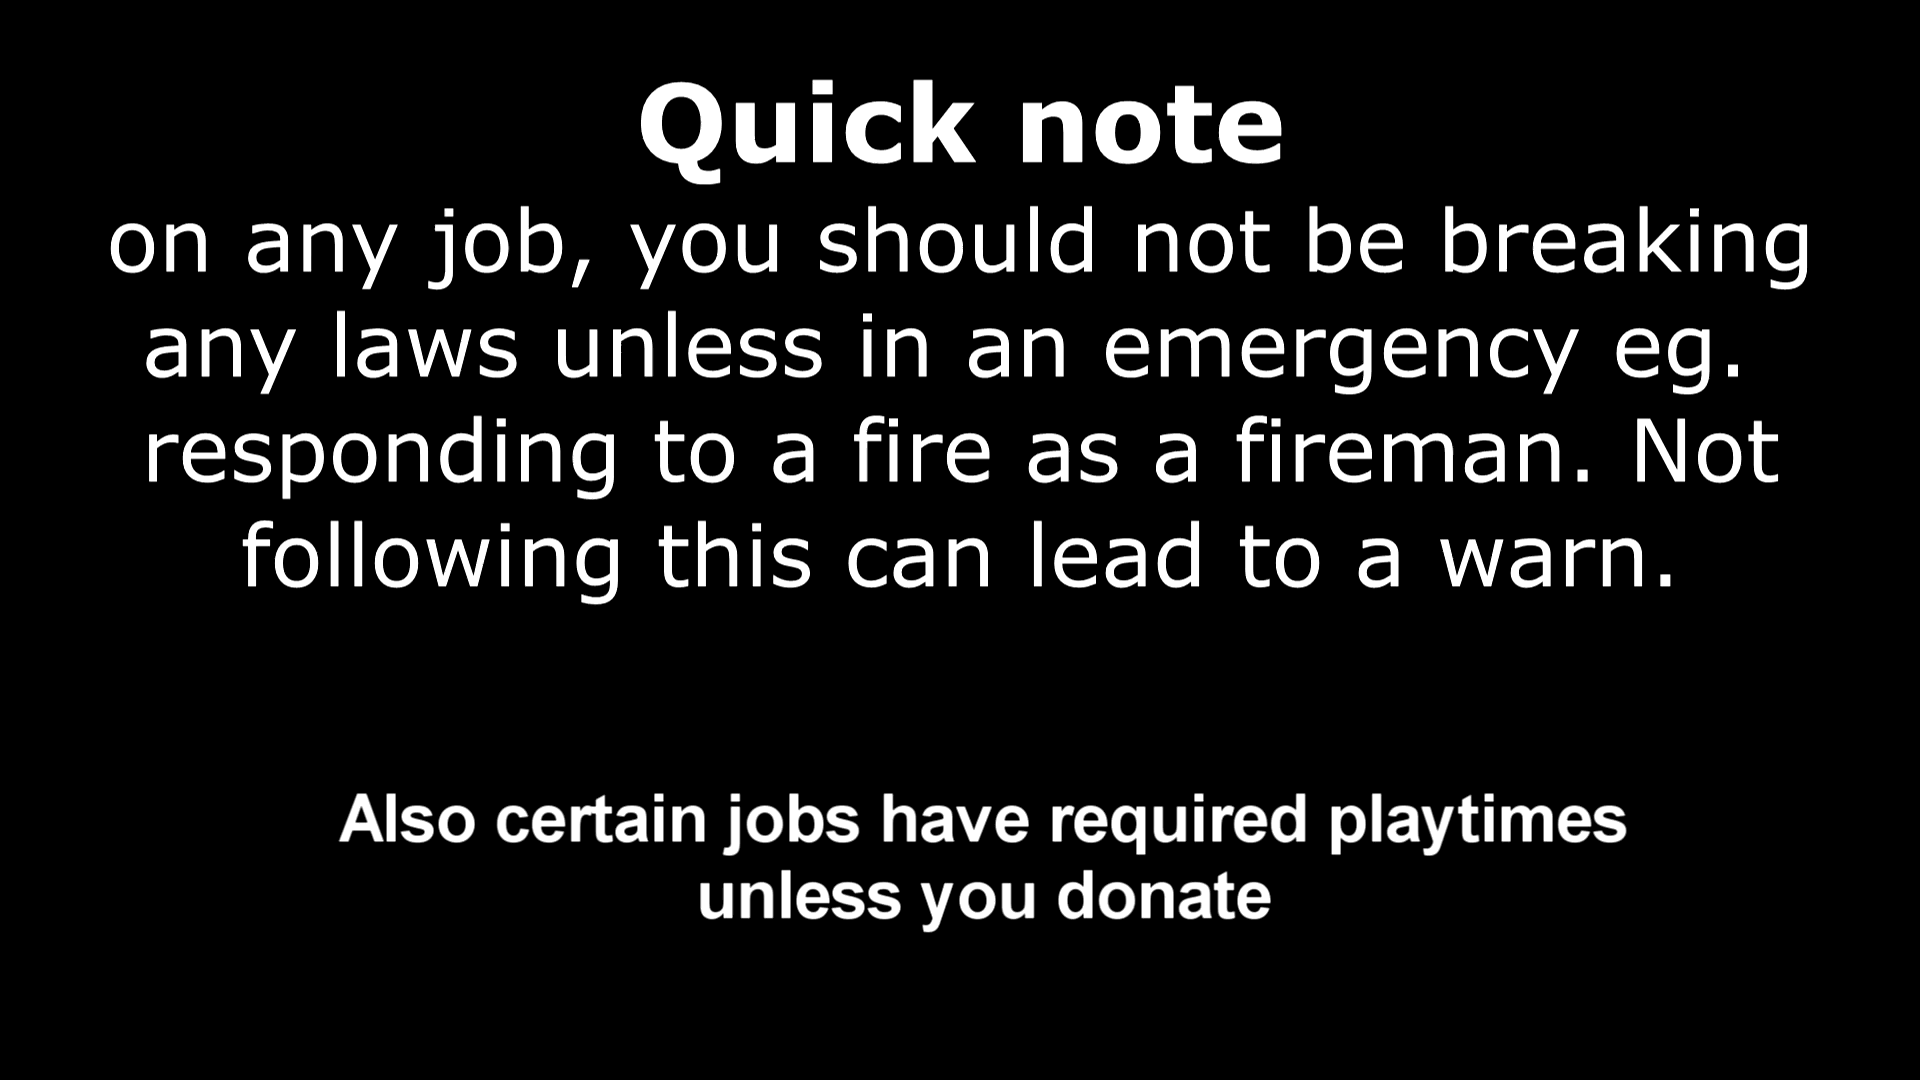 Quick note
on any job, you should not be breaking
any laws unless in an emergency eg.
responding to a fire as a fireman. Not
following this can lead to a warn.
Also certain jobs have required playtimes
unless you donate